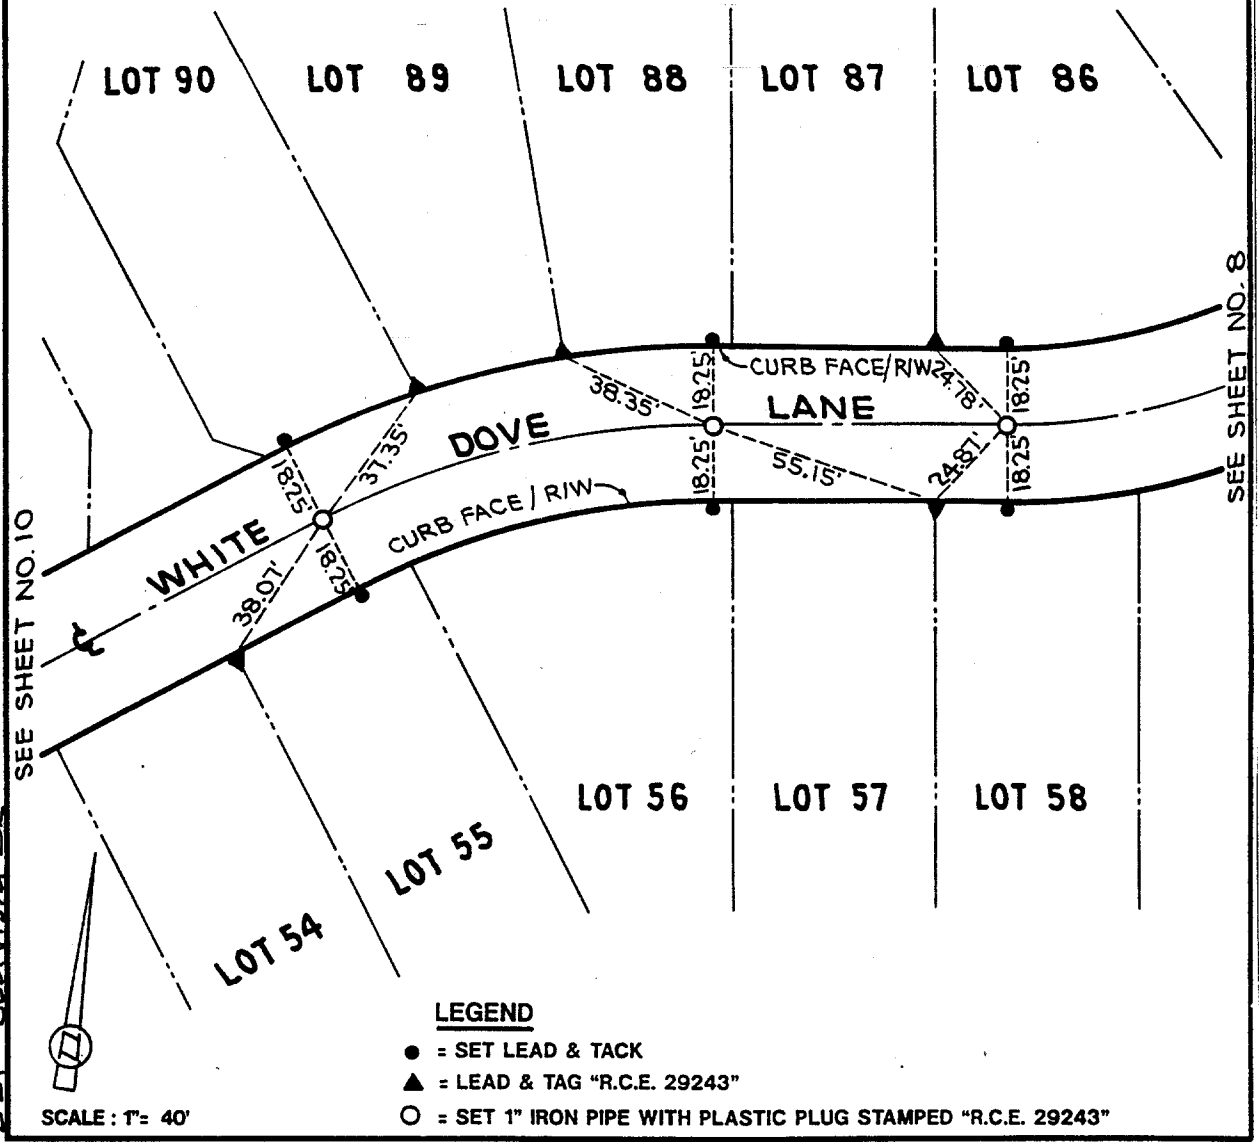 LOT 90
LOT 89
LOT 88
LOT 87
LOT 86
SEE SHEET NO. 8
18.25'
CURB FACE/R/W
24.78'
18.25'
38.35'
LANE
DOVE
37.35'
18.25'
55.15'
18.25'
24.87'
18.25'
CURB FACE / R/W
WHITE
18.25'
38.07'
℄
SEE SHEET NO. 10
LOT 56
LOT 57
LOT 58
LOT 55
LOT 54
N
LEGEND
● = SET LEAD & TACK
▲ = LEAD & TAG "R.C.E. 29243"
○ = SET 1" IRON PIPE WITH PLASTIC PLUG STAMPED "R.C.E. 29243"
SCALE : 1"= 40'